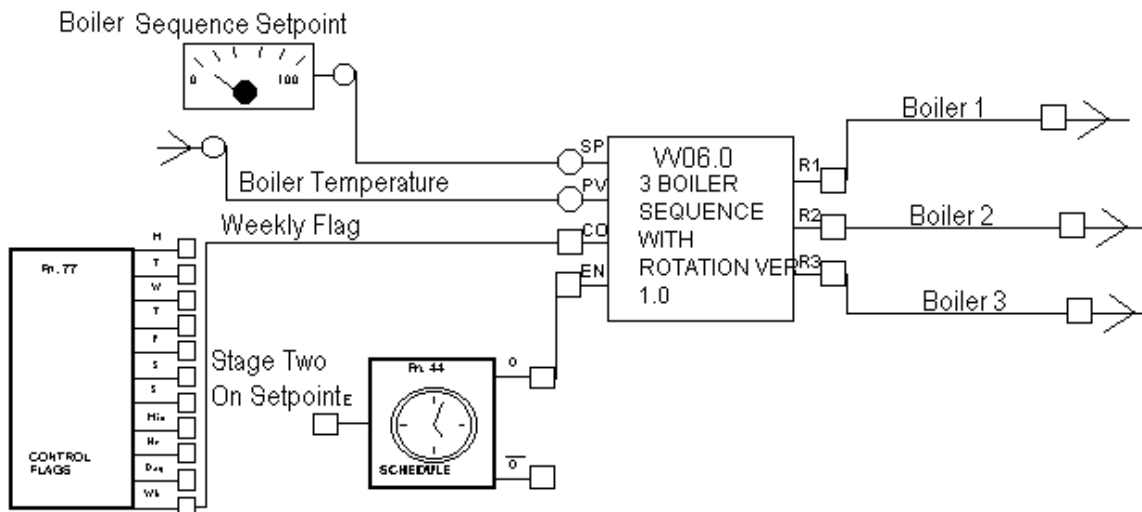 Boiler Sequence Setpoint
0 100
Boiler Temperature
Weekly Flag
SP
PV
CO
EN
VV06.0
3 BOILER
SEQUENCE
WITH
ROTATION VER
1.0
R1
R2
R3
Boiler 1
Boiler 2
Boiler 3
Fn. 77
M
T
W
T
F
S
S
Min
Hr
Day
Wk
CONTROL
FLAGS
Stage Two
On Setpoint
E
Fn. 44
SCHEDULE
O
O